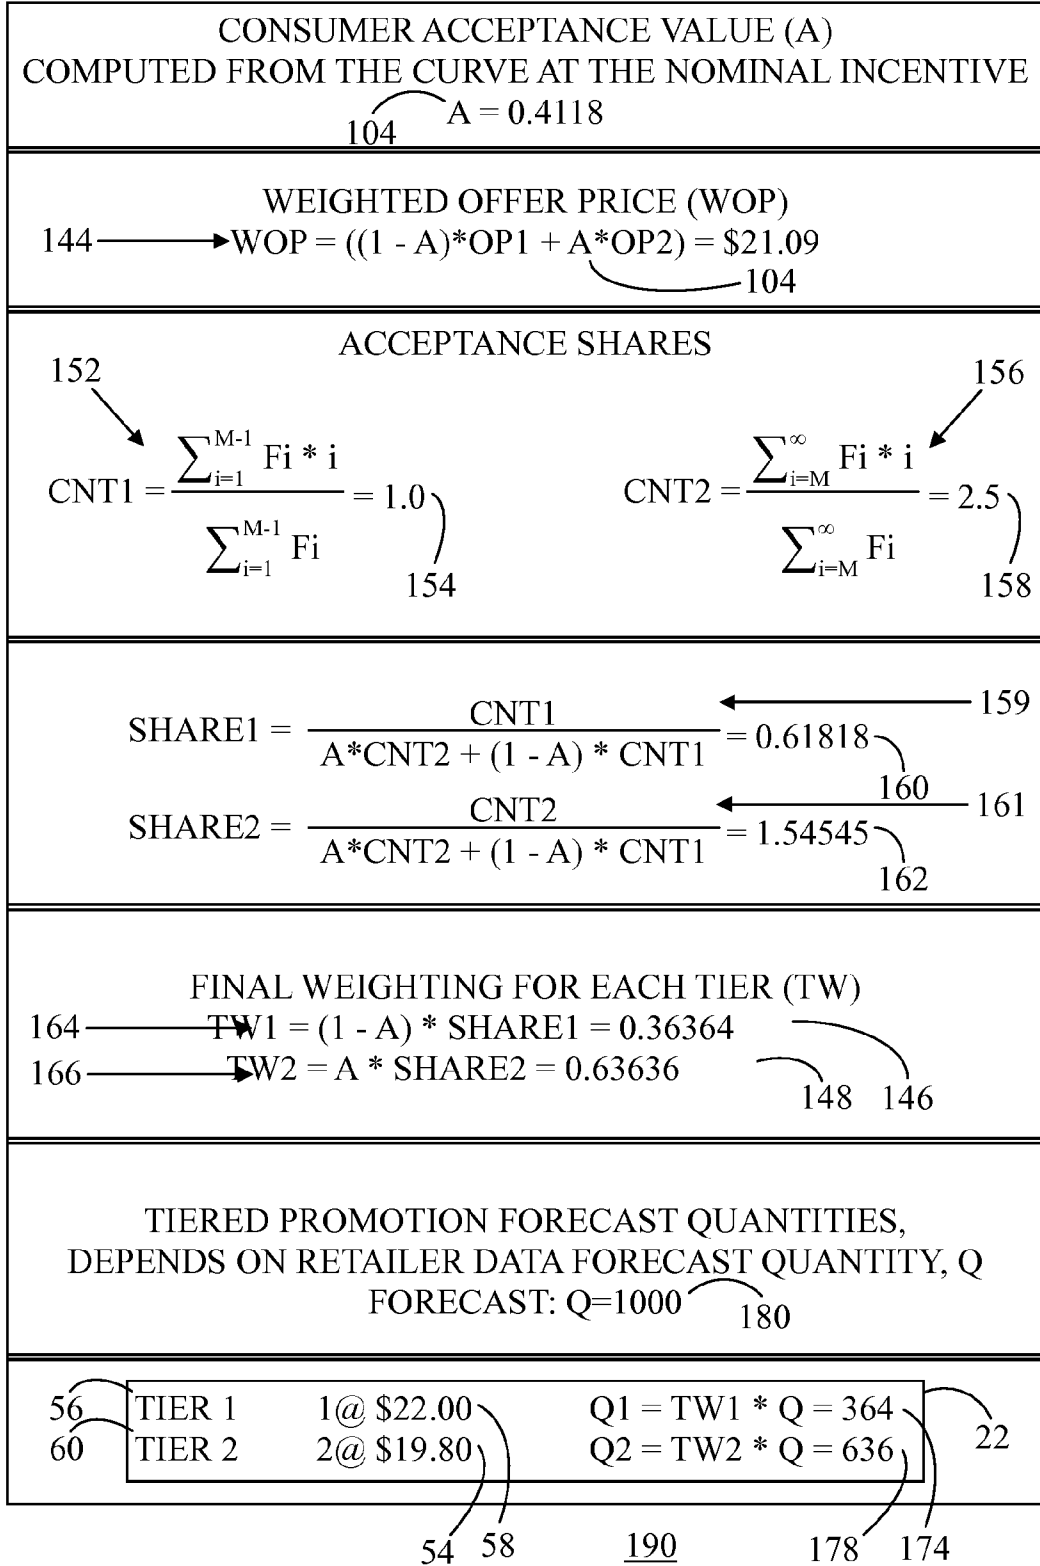 CONSUMER ACCEPTANCE VALUE (A)
COMPUTED FROM THE CURVE AT THE NOMINAL INCENTIVE
A = 0.4118
104
WEIGHTED OFFER PRICE (WOP)
144 WOP = ((1 - A)*OP1 + A*OP2) = $21.09
104
ACCEPTANCE SHARES
152 156
CNT1 = ∑_{i=1}^{M-1} Fi * i / ∑_{i=1}^{M-1} Fi = 1.0 CNT2 = ∑_{i=M}^{∞} Fi * i / ∑_{i=M}^{∞} Fi = 2.5
154 158
159
SHARE1 = CNT1 / A*CNT2 + (1 - A) * CNT1 = 0.61818
160
161
SHARE2 = CNT2 / A*CNT2 + (1 - A) * CNT1 = 1.54545
162
FINAL WEIGHTING FOR EACH TIER (TW)
164 TW1 = (1 - A) * SHARE1 = 0.36364
166 TW2 = A * SHARE2 = 0.63636
148 146
TIERED PROMOTION FORECAST QUANTITIES,
DEPENDS ON RETAILER DATA FORECAST QUANTITY, Q
FORECAST: Q=1000
180
56 TIER 1 1@ $22.00 Q1 = TW1 * Q = 364
60 TIER 2 2@ $19.80 Q2 = TW2 * Q = 636
22
54 58 190 178 174